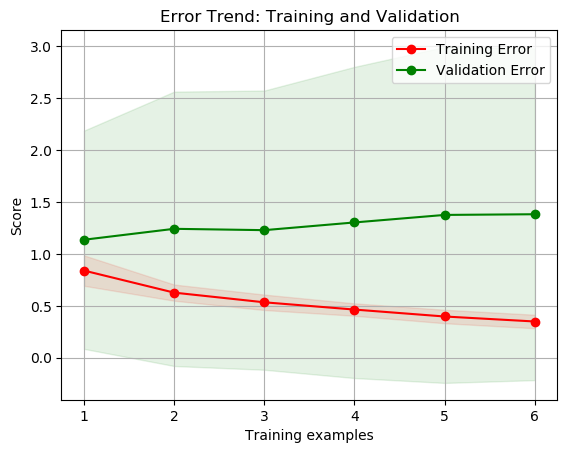 Error Trend: Training and Validation
Training Error
Validation Error
3.0
2.5
2.0
1.5
1.0
0.5
0.0
Score
1 2 3 4 5 6
Training examples